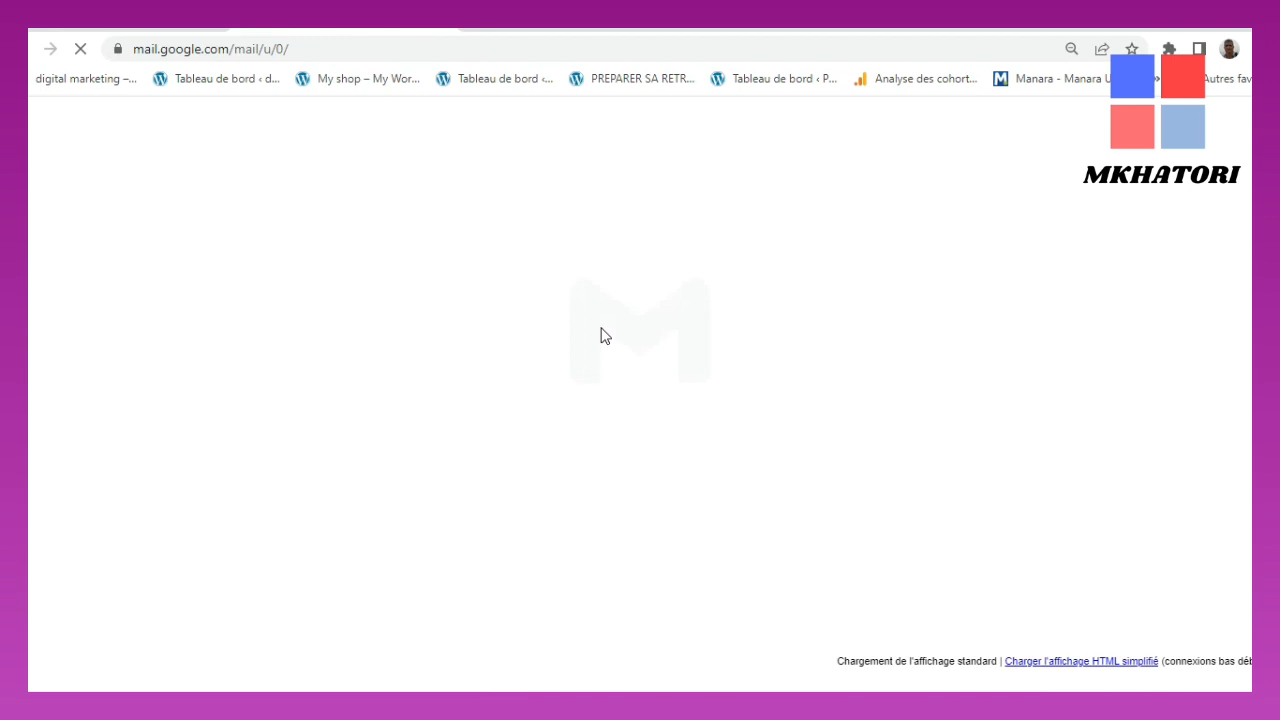 mail.google.com/mail/u/0/
digital marketing –... Tableau de bord ‹ d... My shop – My Wor... Tableau de bord ‹... PREPARER SA RETR... Tableau de bord ‹ P... Analyse des cohort... Manara - Manara U » Autres fav
MKHATORI
Chargement de l'affichage standard | Charger l'affichage HTML simplifié (connexions bas déb